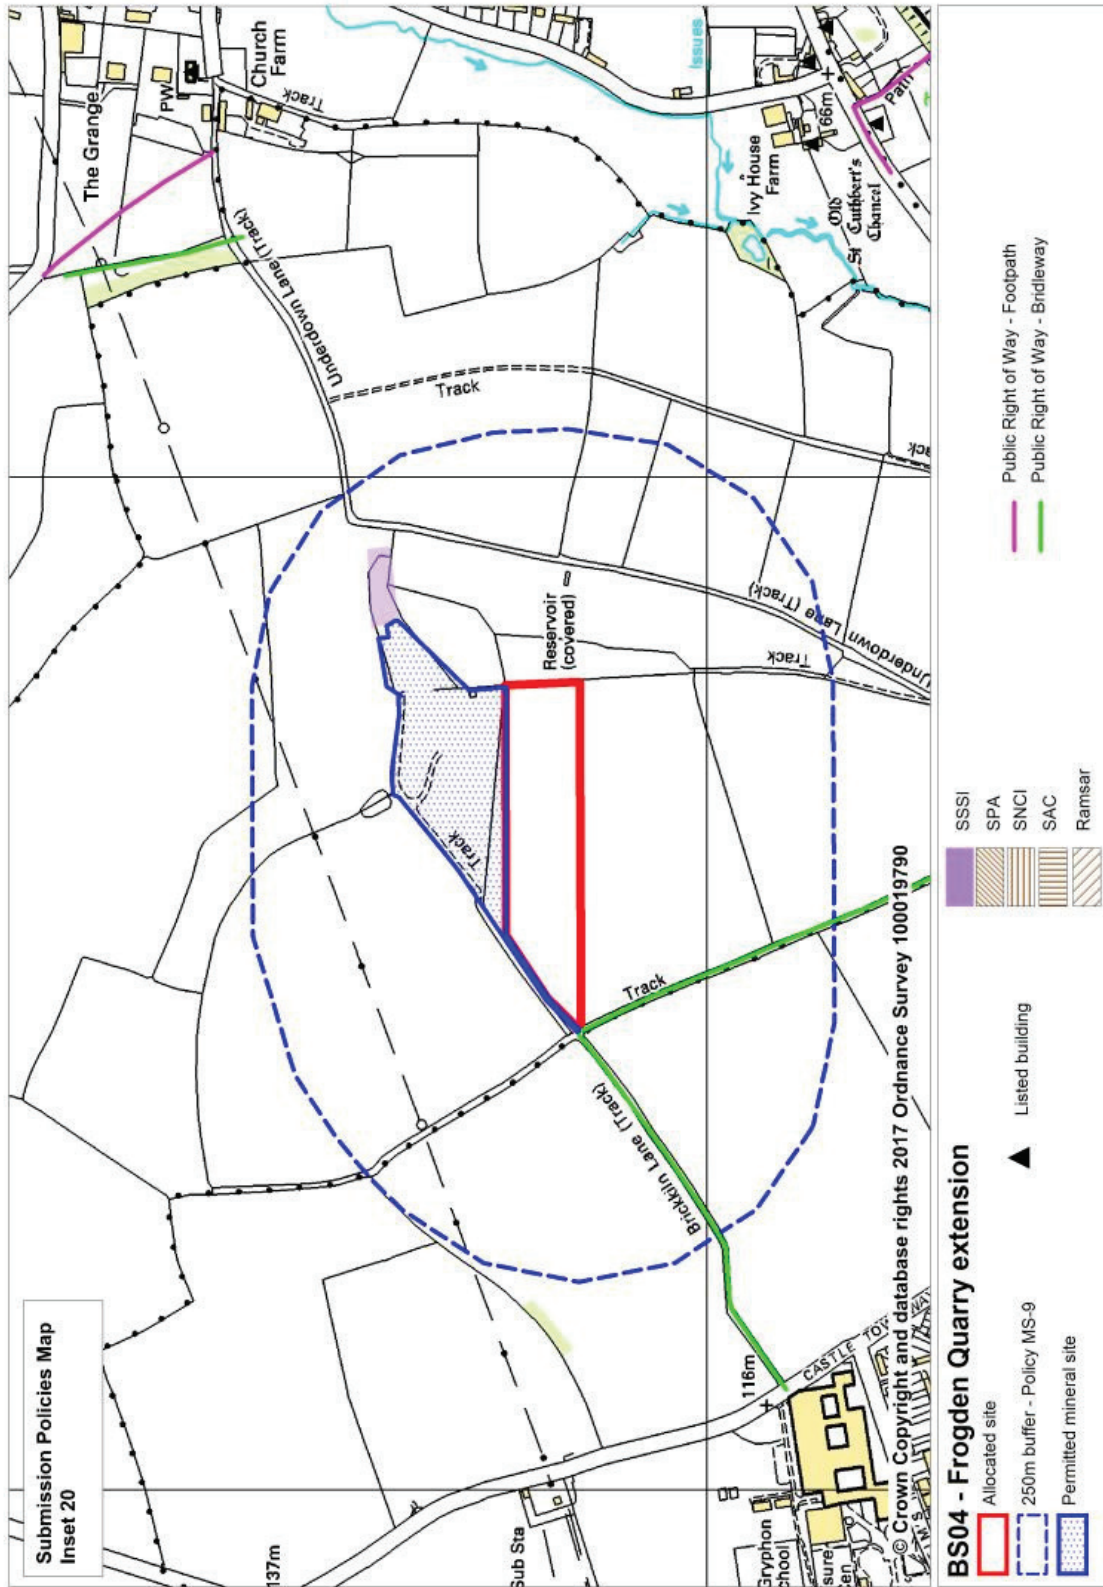 Submission Policies Map
Inset 20
The Grange
PW
Church
Farm
Track
Underdown Lane (Track)
Track
Issues
Ivy House
Farm
66m
Path
Old
St Cuthbert's
Chancel
Track
Reservoir
(covered)
Underdown Lane (Track)
Track
Track
Track
Brickkiln Lane (Track)
116m
137m
Sub Sta
CASTLE TOWN WAY
Gryphon
School
© Crown Copyright and database rights 2017 Ordnance Survey 100019790
BS04 - Frogden Quarry extension
Allocated site
250m buffer - Policy MS-9
Permitted mineral site
Listed building
SSSI
SPA
SNCI
SAC
Ramsar
Public Right of Way - Footpath
Public Right of Way - Bridleway